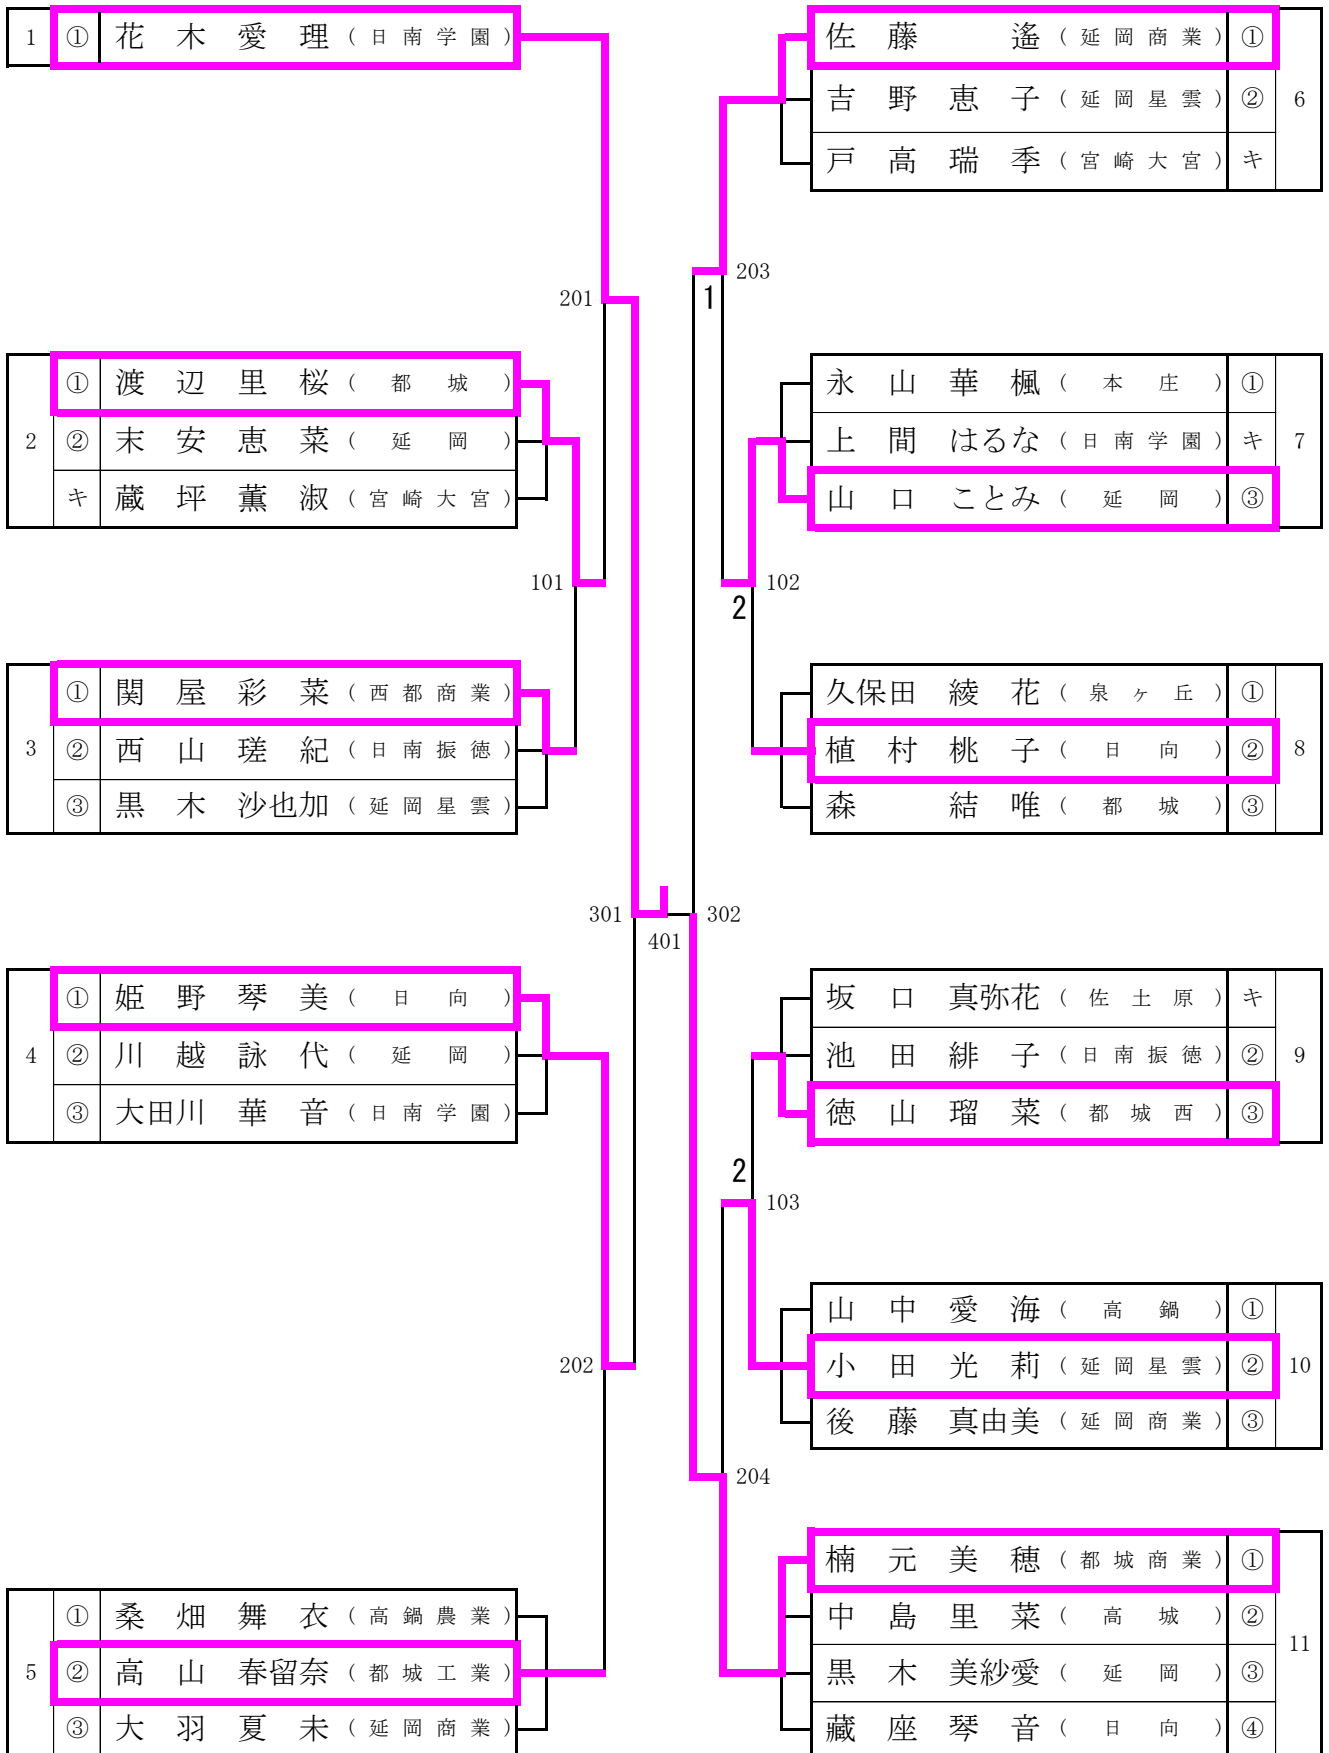 1 ① 花木愛理 (日南学園)
201
2
① 渡辺里桜 (都城)
② 末安恵菜 (延岡)
キ 蔵坪薫淑 (宮崎大宮)
101
3
① 関屋彩菜 (西都商業)
② 西山瑳紀 (日南振徳)
③ 黒木沙也加 (延岡星雲)
301
401
4
① 姫野琴美 (日向)
② 川越詠代 (延岡)
③ 大田川華音 (日南学園)
202
5
① 桑畑舞衣 (高鍋農業)
② 高山春留奈 (都城工業)
③ 大羽夏未 (延岡商業)
佐藤遙 (延岡商業) ①
吉野恵子 (延岡星雲) ②
戸高瑞季 (宮崎大宮) キ
6
203
1
永山華楓 (本庄) ①
上間はるな (日南学園) キ
山口ことみ (延岡) ③
7
102
2
久保田綾花 (泉ヶ丘) ①
植村桃子 (日向) ②
森結唯 (都城) ③
8
302
坂口真弥花 (佐土原) キ
池田緋子 (日南振徳) ②
徳山瑠菜 (都城西) ③
9
2
103
山中愛海 (高鍋) ①
小田光莉 (延岡星雲) ②
後藤真由美 (延岡商業) ③
10
204
楠元美穂 (都城商業) ①
中島里菜 (高城) ②
黒木美紗愛 (延岡) ③
藏座琴音 (日向) ④
11